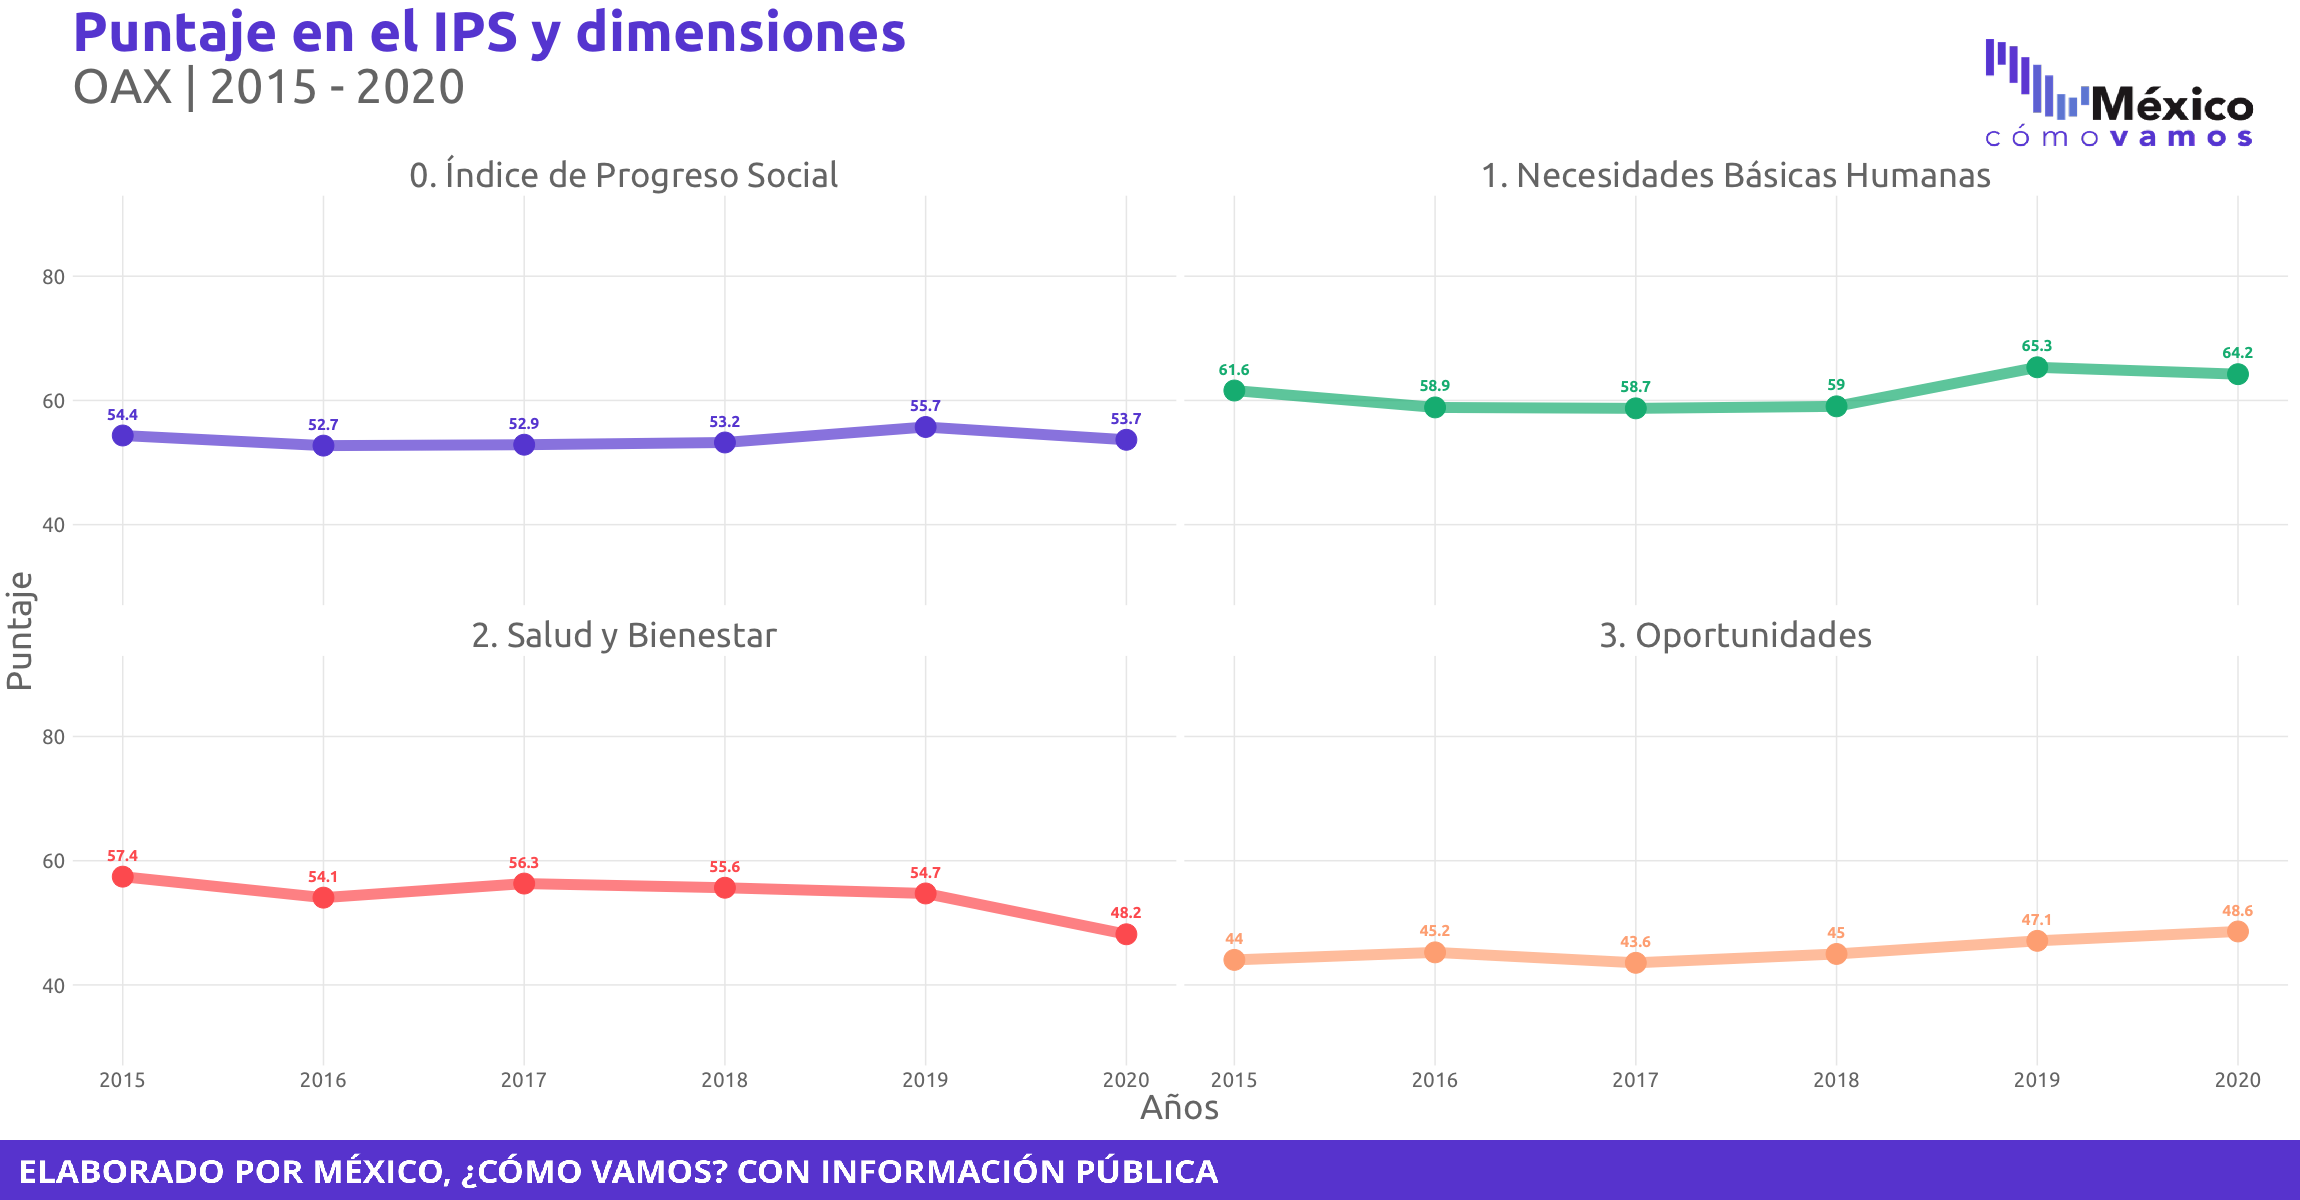 Puntaje en el IPS y dimensiones
OAX | 2015 - 2020
México
cómovamos
0. Índice de Progreso Social
1. Necesidades Básicas Humanas
80
60
40
54.4
52.7
52.9
53.2
55.7
53.7
61.6
58.9
58.7
59
65.3
64.2
Puntaje
2. Salud y Bienestar
3. Oportunidades
80
60
40
57.4
54.1
56.3
55.6
54.7
48.2
44
45.2
43.6
45
47.1
48.6
2015 2016 2017 2018 2019 2020 2015 2016 2017 2018 2019 2020
Años
ELABORADO POR MÉXICO, ¿CÓMO VAMOS? CON INFORMACIÓN PÚBLICA